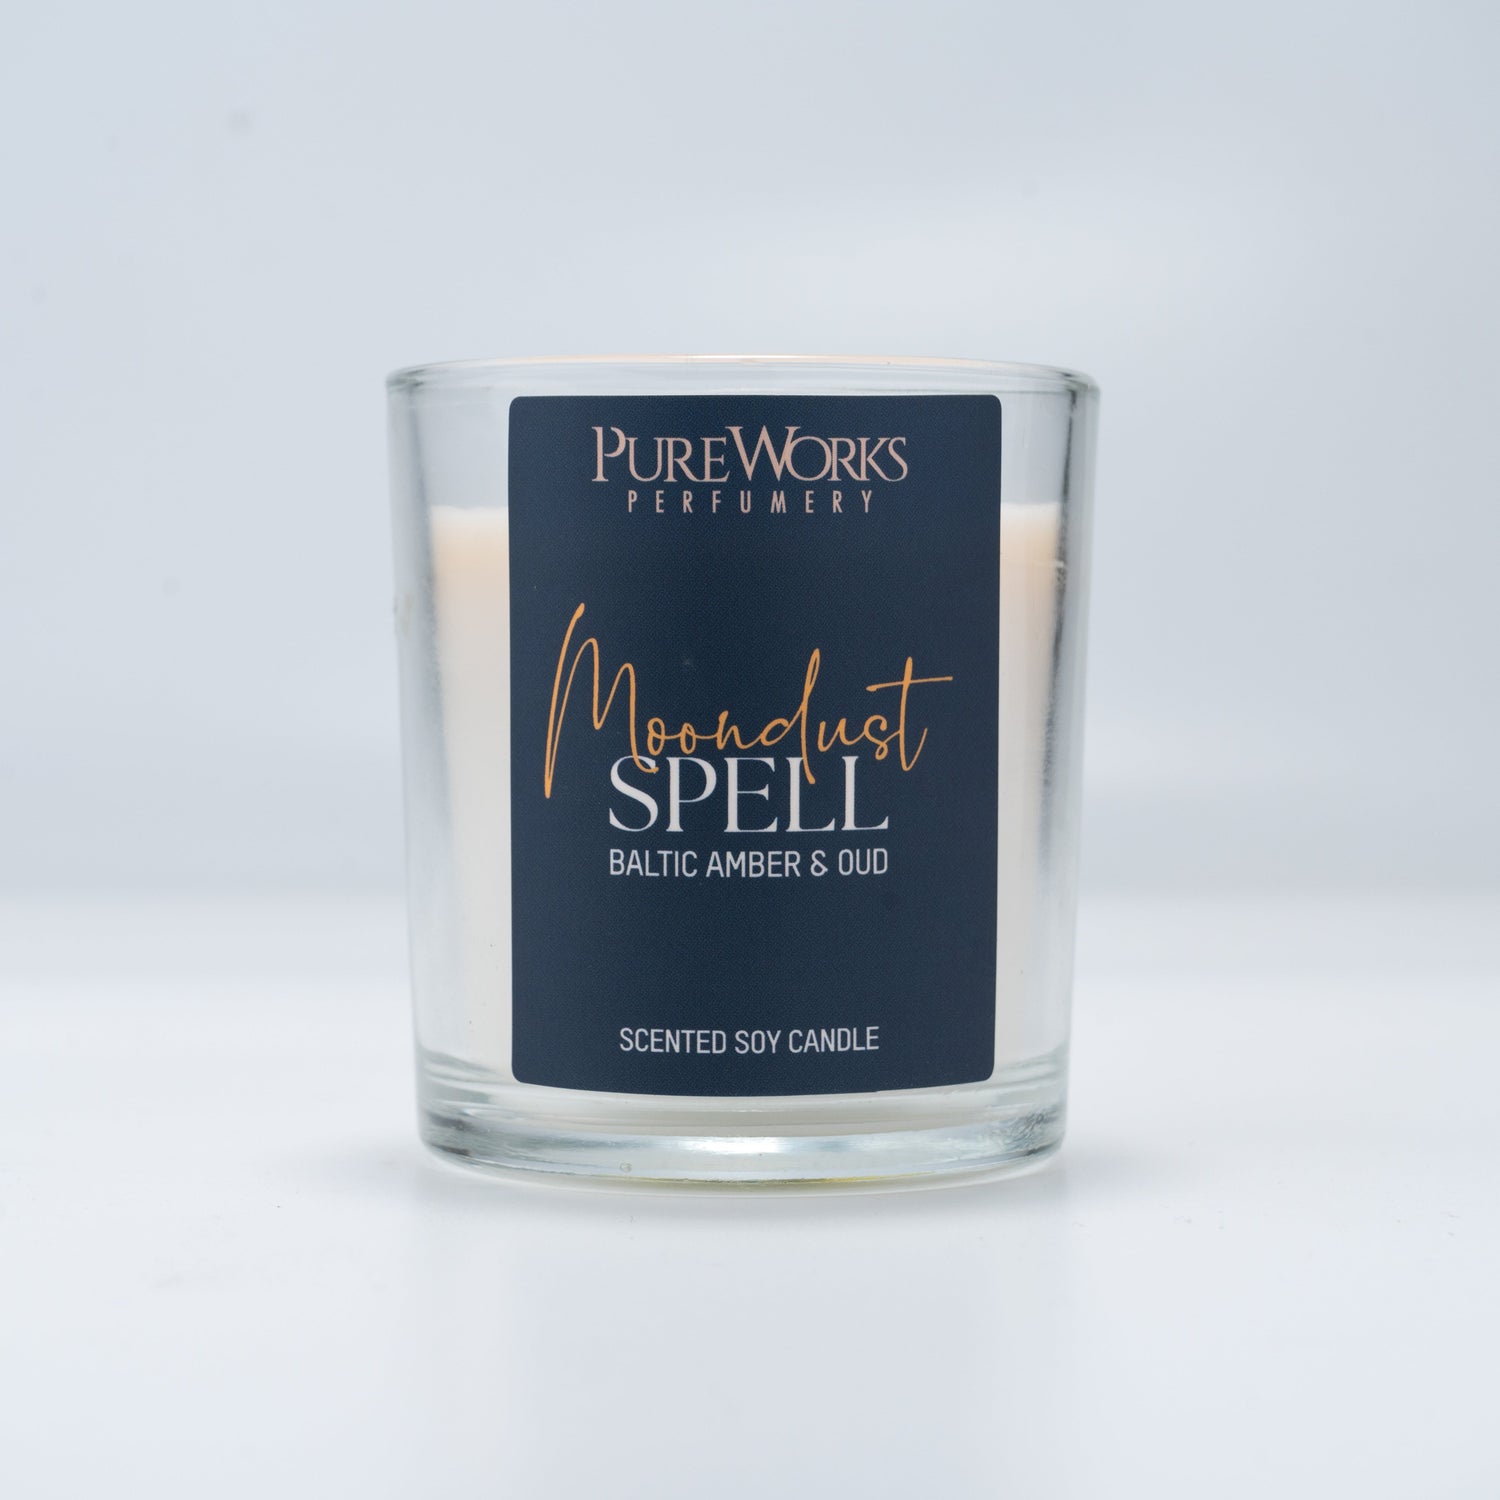 PUREWORKS
PERFUMERY
Moondust
SPELL
BALTIC AMBER & OUD
SCENTED SOY CANDLE